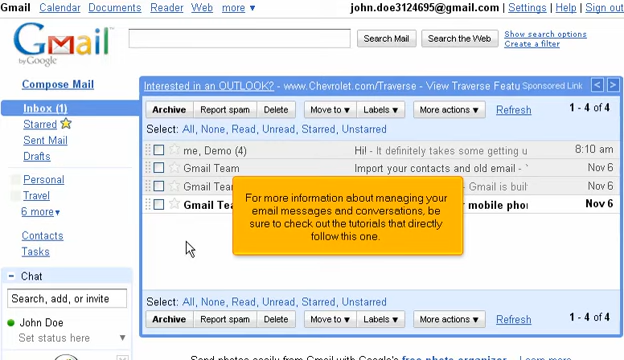 Gmail Calendar Documents Reader Web more ▾ john.doe3124695@gmail.com | Settings | Help | Sign out
Gmail by Google Search Mail Search the Web Show search options
Create a filter
Compose Mail
Inbox (1)
Starred
Sent Mail
Drafts
Personal
Travel
6 more ▾
Contacts
Tasks
− Chat
Search, add, or invite
John Doe
Set status here ▾
Interested in an OUTLOOK? - www.Chevrolet.com/Traverse - View Traverse Featu Sponsored Link < >
Archive Report spam Delete Move to ▾ Labels ▾ More actions ▾ Refresh 1 - 4 of 4
Select: All, None, Read, Unread, Starred, Unstarred
me, Demo (4) Hi! - It definitely takes some getting u 8:10 am
Gmail Team Import your contacts and old email - Nov 6
Gmail Tea - Gmail is buil Nov 6
Gmail Tea mobile phon Nov 6
For more information about managing your
email messages and conversations, be
sure to check out the tutorials that directly
follow this one.
Select: All, None, Read, Unread, Starred, Unstarred
Archive Report spam Delete Move to ▾ Labels ▾ More actions ▾ Refresh 1 - 4 of 4
Send photos easily from Gmail with Google's free photo organizer. Learn more